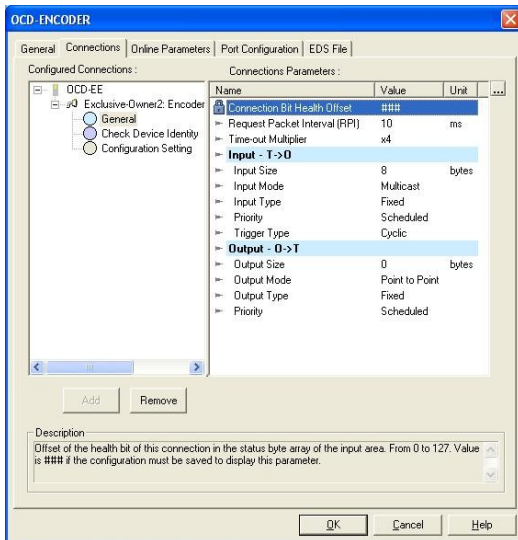 OCD-ENCODER
General Connections Online Parameters Port Configuration EDS File
Configured Connections :
OCD-EE
Exclusive-Owner2: Encoder
General
Check Device Identity
Configuration Setting
Connections Parameters :
Name Value Unit ...
Connection Bit Health Offset ###
Request Packet Interval (RPI) 10 ms
Time-out Multiplier x4
Input - T->O
Input Size 8 bytes
Input Mode Multicast
Input Type Fixed
Priority Scheduled
Trigger Type Cyclic
Output - O->T
Output Size 0 bytes
Output Mode Point to Point
Output Type Fixed
Priority Scheduled
Add Remove
Description
Offset of the health bit of this connection in the status byte array of the input area. From 0 to 127. Value
is ### if the configuration must be saved to display this parameter.
OK Cancel Help